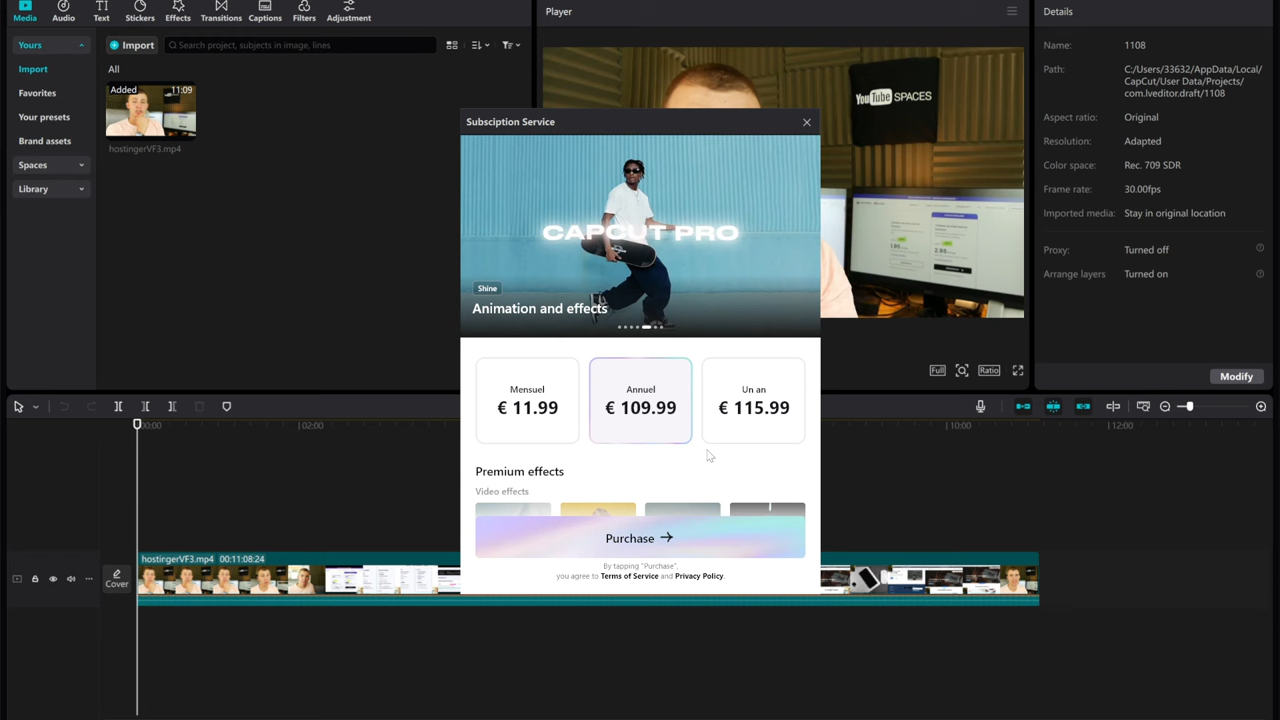 Media
Audio
Text
Stickers
Effects
Transitions
Captions
Filters
Adjustment
Yours
Import
Favorites
Your presets
Brand assets
Spaces
Library
Import
Search project, subjects in image, lines
All
Added 11:09
hostingerVF3.mp4
Player
YouTube SPACES
Full
Ratio
Subsciption Service
CAPCUT PRO
Shine
Animation and effects
Mensuel
€ 11.99
Annuel
€ 109.99
Un an
€ 115.99
Premium effects
Video effects
Purchase →
By tapping "Purchase",
you agree to Terms of Service and Privacy Policy.
Details
Name: 1108
Path: C:/Users/33632/AppData/Local/
CapCut/User Data/Projects/
com.lveditor.draft/1108
Aspect ratio: Original
Resolution: Adapted
Color space: Rec. 709 SDR
Frame rate: 30.00fps
Imported media: Stay in original location
Proxy: Turned off
Arrange layers: Turned on
Modify
00:00 |02:00 |10:00 |12:00
Cover
hostingerVF3.mp4 00:11:08:24